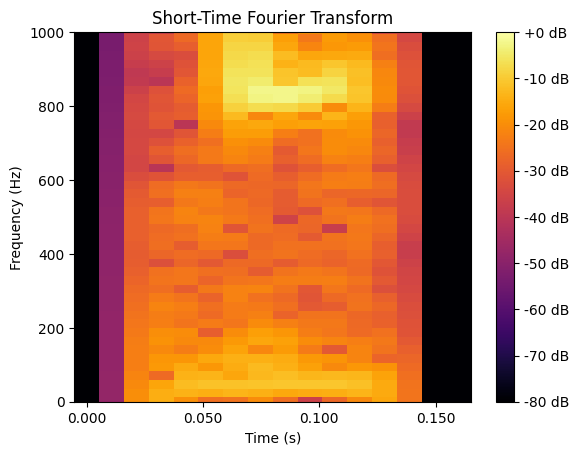 Short-Time Fourier Transform
1000
800
600
400
200
0
Frequency (Hz)
0.000
0.050
0.100
0.150
Time (s)
+0 dB
-10 dB
-20 dB
-30 dB
-40 dB
-50 dB
-60 dB
-70 dB
-80 dB